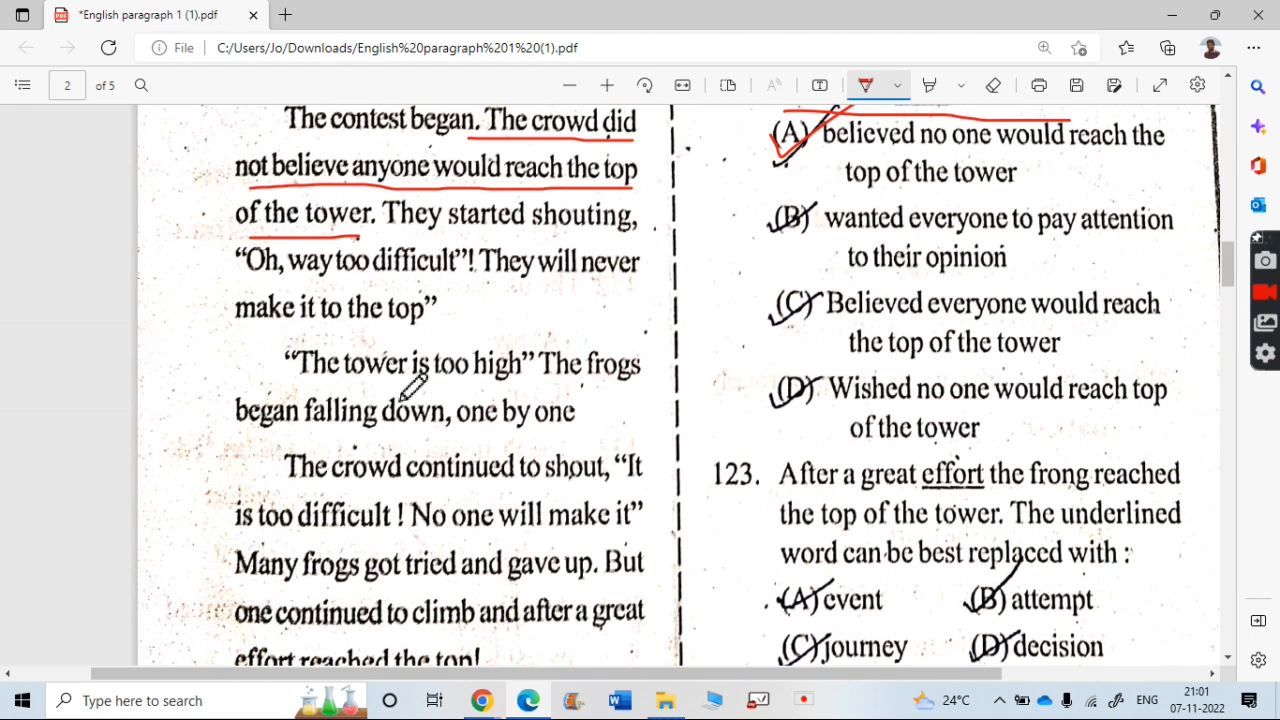 *English paragraph 1 (1).pdf
File
C:/Users/Jo/Downloads/English%20paragraph%201%20(1).pdf
2 of 5
The contest began. The crowd did
not believe anyone would reach the top
of the tower. They started shouting,
“Oh, way too difficult”! They will never
make it to the top”
“The tower is too high” The frogs
began falling down, one by one
The crowd continued to shout, “It
is too difficult ! No one will make it”
Many frogs got tried and gave up. But
one continued to climb and after a great
effort reached the top!
(A) believed no one would reach the
top of the tower
(B) wanted everyone to pay attention
to their opinion
(C) Believed everyone would reach
the top of the tower
(D) Wished no one would reach top
of the tower
123. After a great effort the frong reached
the top of the tower. The underlined
word can be best replaced with :
(A) event (B) attempt
(C) journey (D) decision
Type here to search
24°C
ENG
21:01
07-11-2022